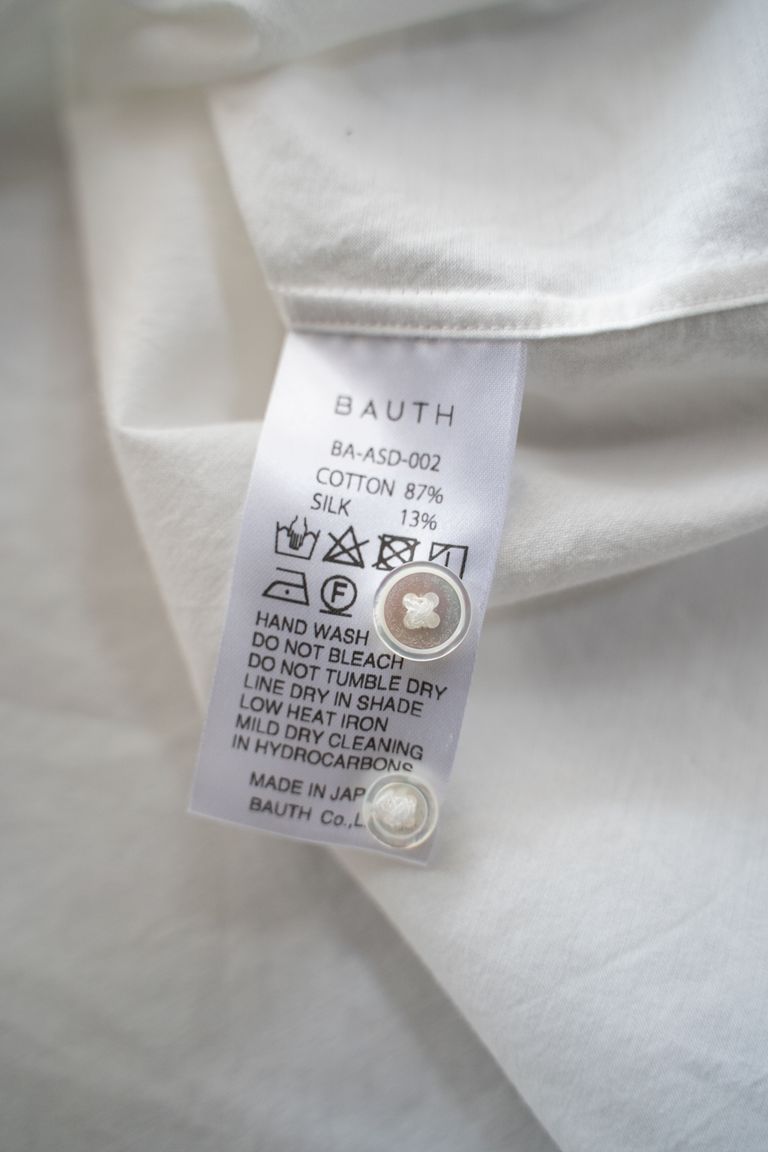 BAUTH
BA-ASD-002
COTTON 87%
SILK 13%
F
HAND WASH
DO NOT BLEACH
DO NOT TUMBLE DRY
LINE DRY IN SHADE
LOW HEAT IRON
MILD DRY CLEANING
IN HYDROCARBONS
MADE IN
BAUTH Co.,